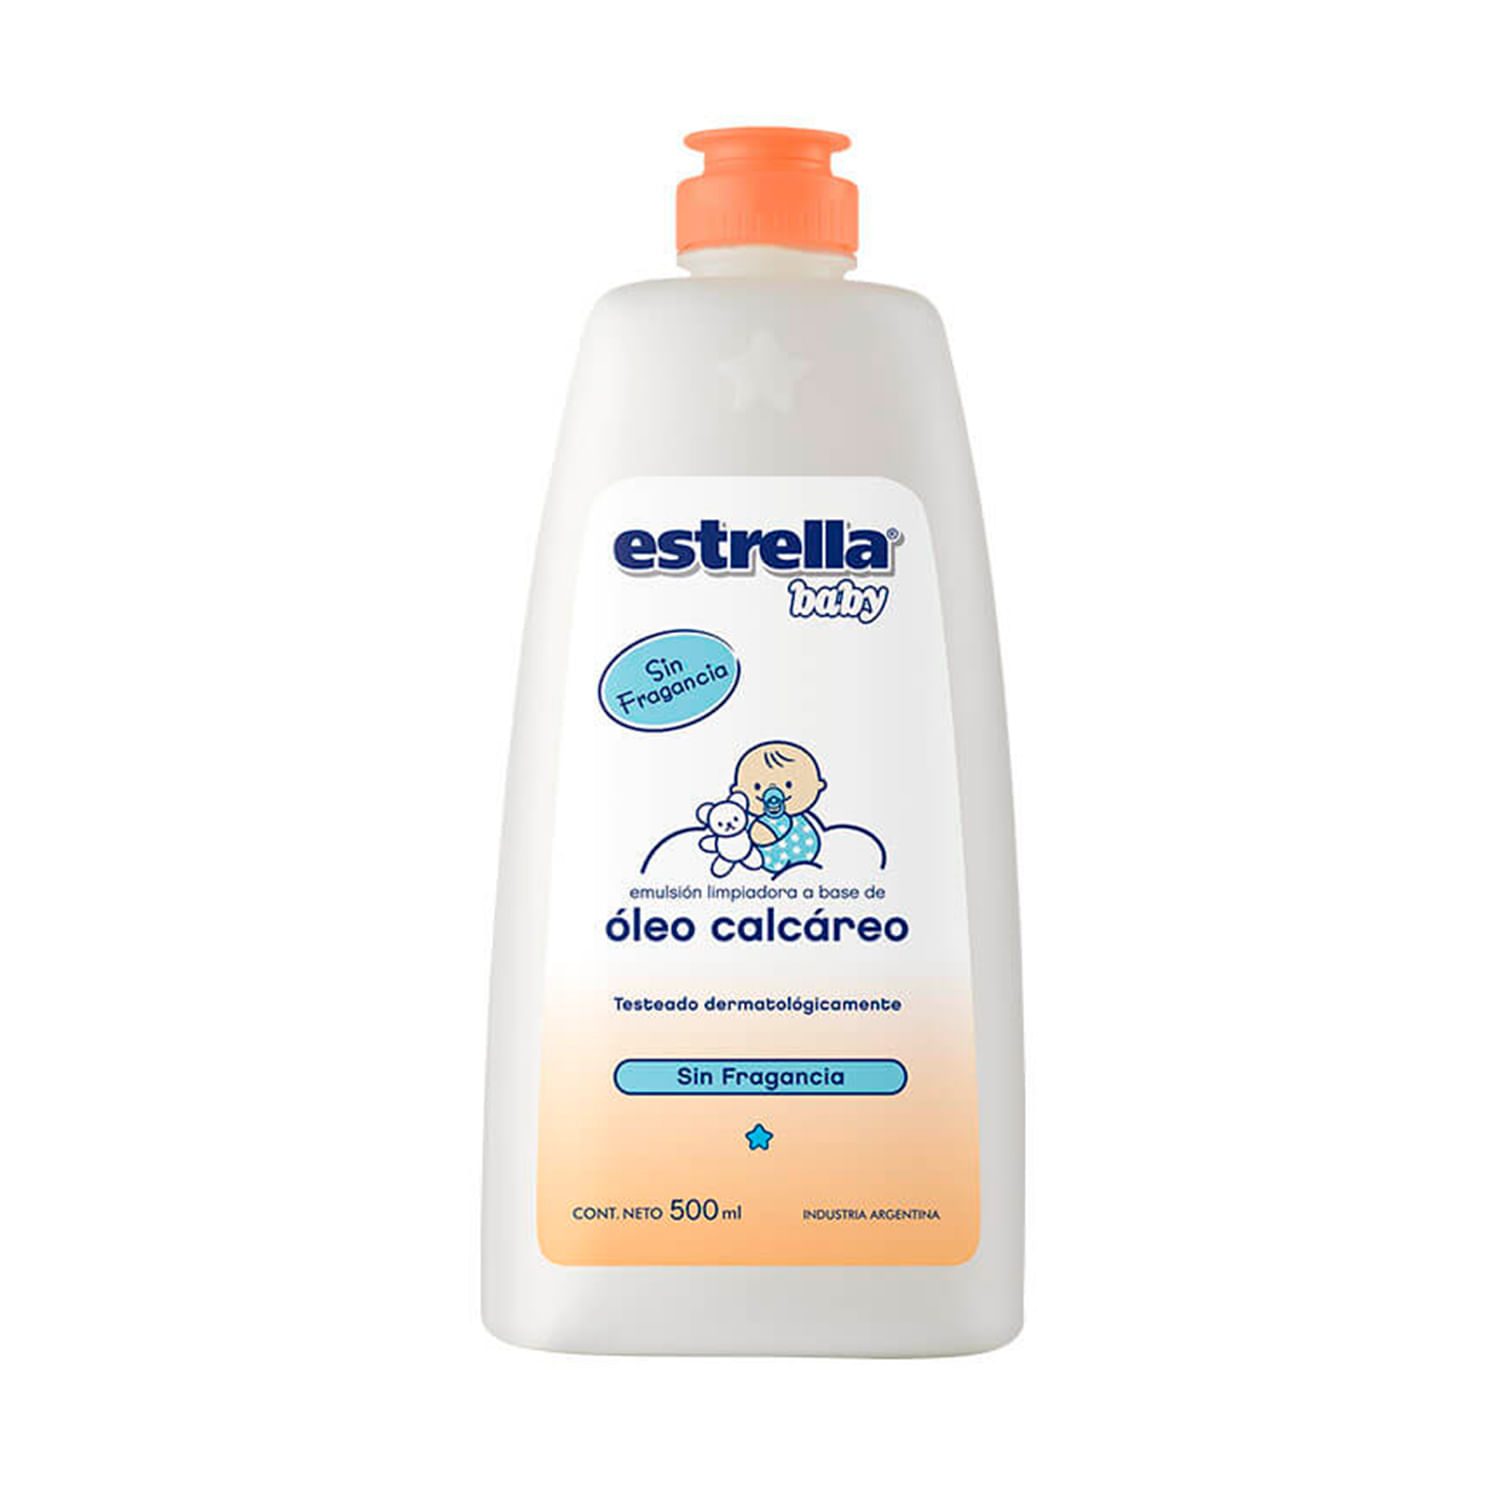 estrella®
baby
Sin
Fragancia
emulsión limpiadora a base de
óleo calcáreo
Testeado dermatológicamente
Sin Fragancia
CONT. NETO 500 ml
INDUSTRIA ARGENTINA